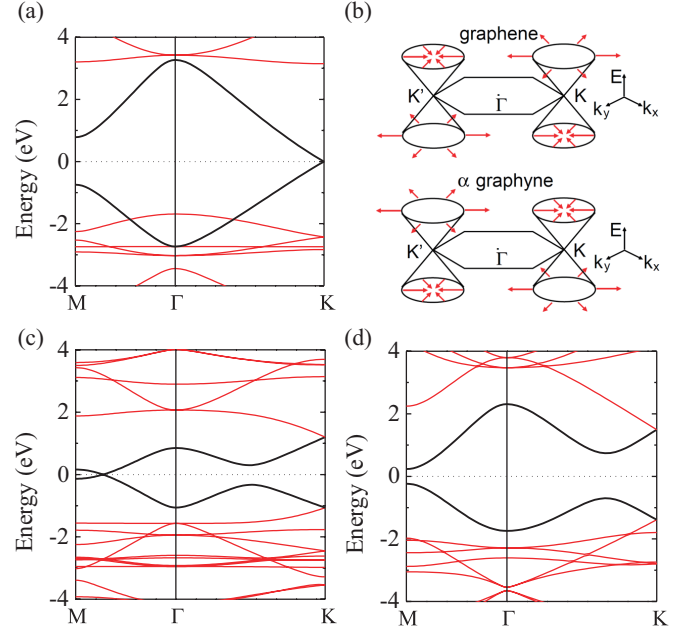 (a)
4
2
0
-2
-4
Energy (eV)
M
Γ
K
(b)
graphene
K'
Γ
K
E
k_y
k_x
α graphyne
K'
Γ
K
E
k_y
k_x
(c)
4
2
0
-2
-4
Energy (eV)
M
Γ
K
(d)
4
2
0
-2
-4
Energy (eV)
M
Γ
K